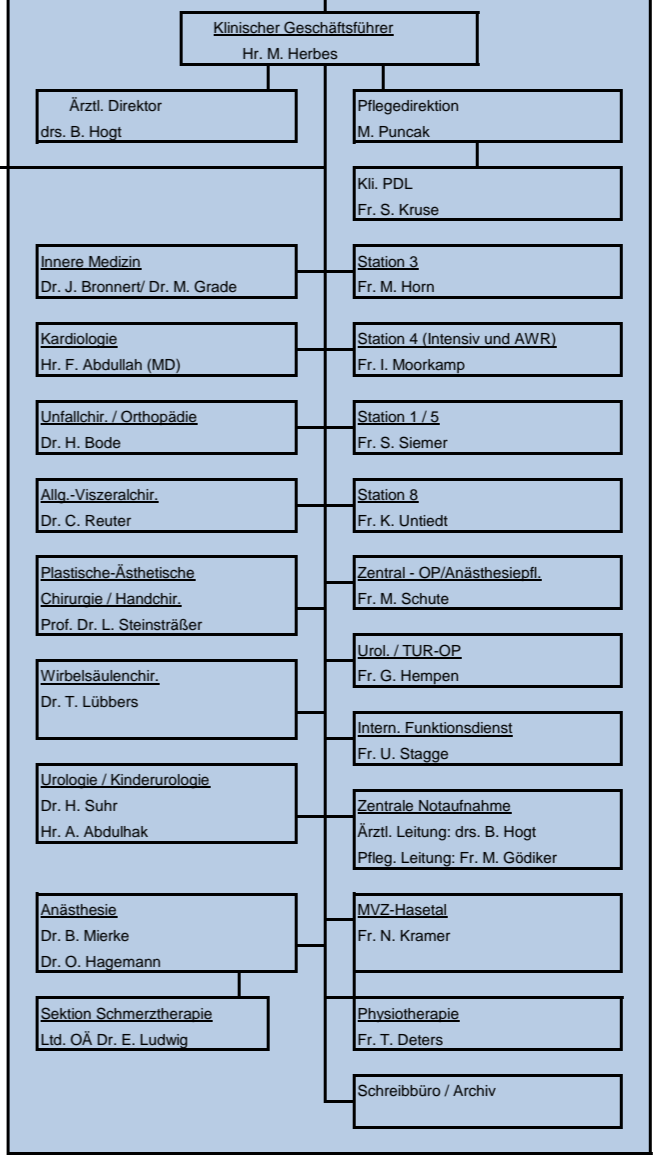 Klinischer Geschäftsführer
Hr. M. Herbes
Ärztl. Direktor
drs. B. Hogt
Pflegedirektion
M. Puncak
Kli. PDL
Fr. S. Kruse
Innere Medizin
Dr. J. Bronnert/ Dr. M. Grade
Station 3
Fr. M. Horn
Kardiologie
Hr. F. Abdullah (MD)
Station 4 (Intensiv und AWR)
Fr. I. Moorkamp
Unfallchir. / Orthopädie
Dr. H. Bode
Station 1 / 5
Fr. S. Siemer
Allg.-Viszeralchir.
Dr. C. Reuter
Station 8
Fr. K. Untiedt
Plastische-Ästhetische
Chirurgie / Handchir.
Prof. Dr. L. Steinsträßer
Zentral - OP/Anästhesiepfl.
Fr. M. Schute
Urol. / TUR-OP
Fr. G. Hempen
Wirbelsäulenchir.
Dr. T. Lübbers
Intern. Funktionsdienst
Fr. U. Stagge
Urologie / Kinderurologie
Dr. H. Suhr
Hr. A. Abdulhak
Zentrale Notaufnahme
Ärztl. Leitung: drs. B. Hogt
Pfleg. Leitung: Fr. M. Gödiker
Anästhesie
Dr. B. Mierke
Dr. O. Hagemann
MVZ-Hasetal
Fr. N. Kramer
Sektion Schmerztherapie
Ltd. OÄ Dr. E. Ludwig
Physiotherapie
Fr. T. Deters
Schreibbüro / Archiv